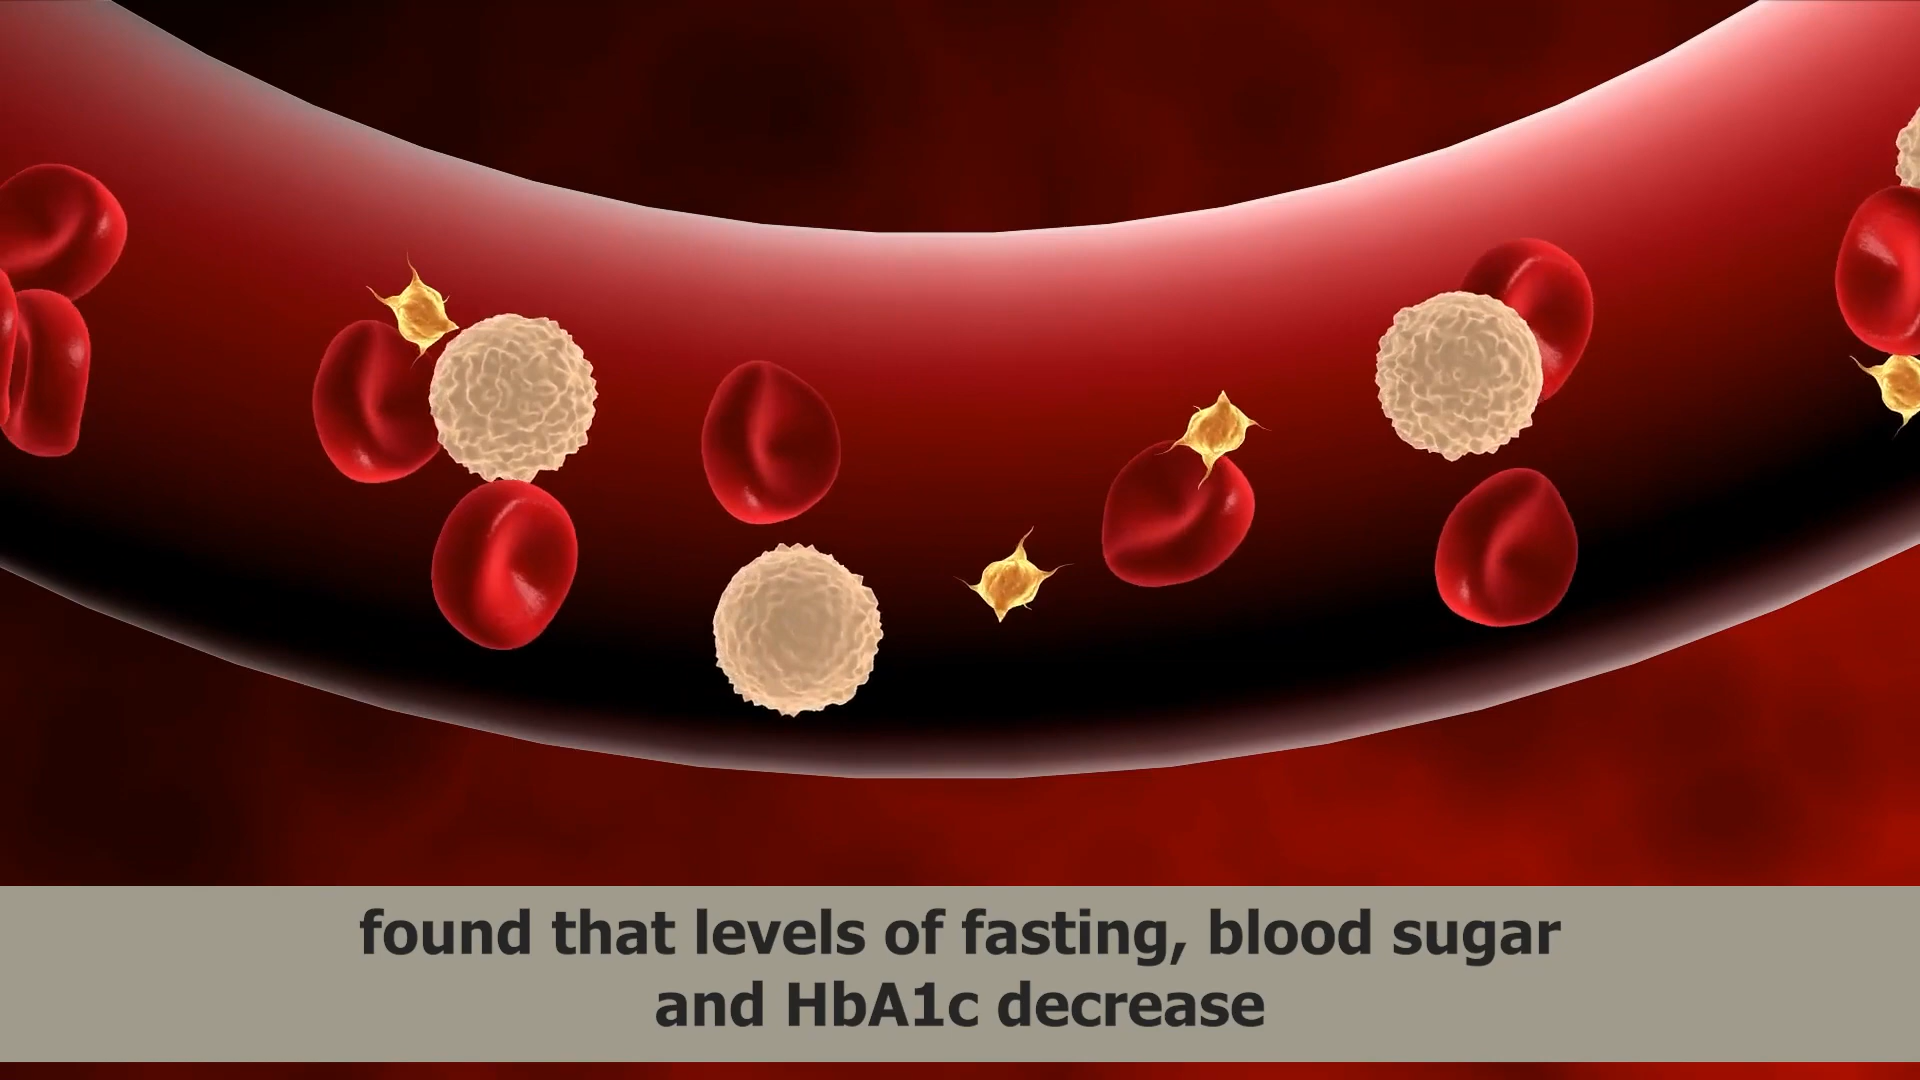 found that levels of fasting, blood sugar
and HbA1c decrease